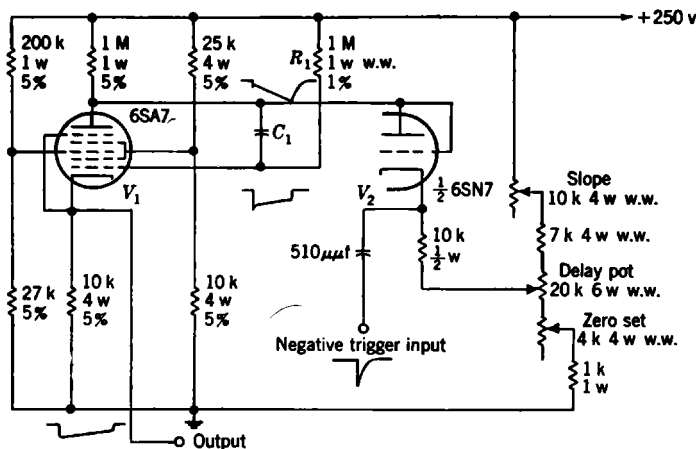 +250 v
200 k
1 w
5%
1 M
1 w
5%
25 k
4 w
5%
R₁
1 M
1 w w.w.
1%
6SA7
C₁
V₁
V₂
½ 6SN7
Slope
10 k 4 w w.w.
7 k 4 w w.w.
Delay pot
20 k 6 w w.w.
Zero set
4 k 4 w w.w.
1 k
1 w
510μμf
10 k
½ w
27 k
5%
10 k
4 w
5%
10 k
4 w
5%
Negative trigger input
Output